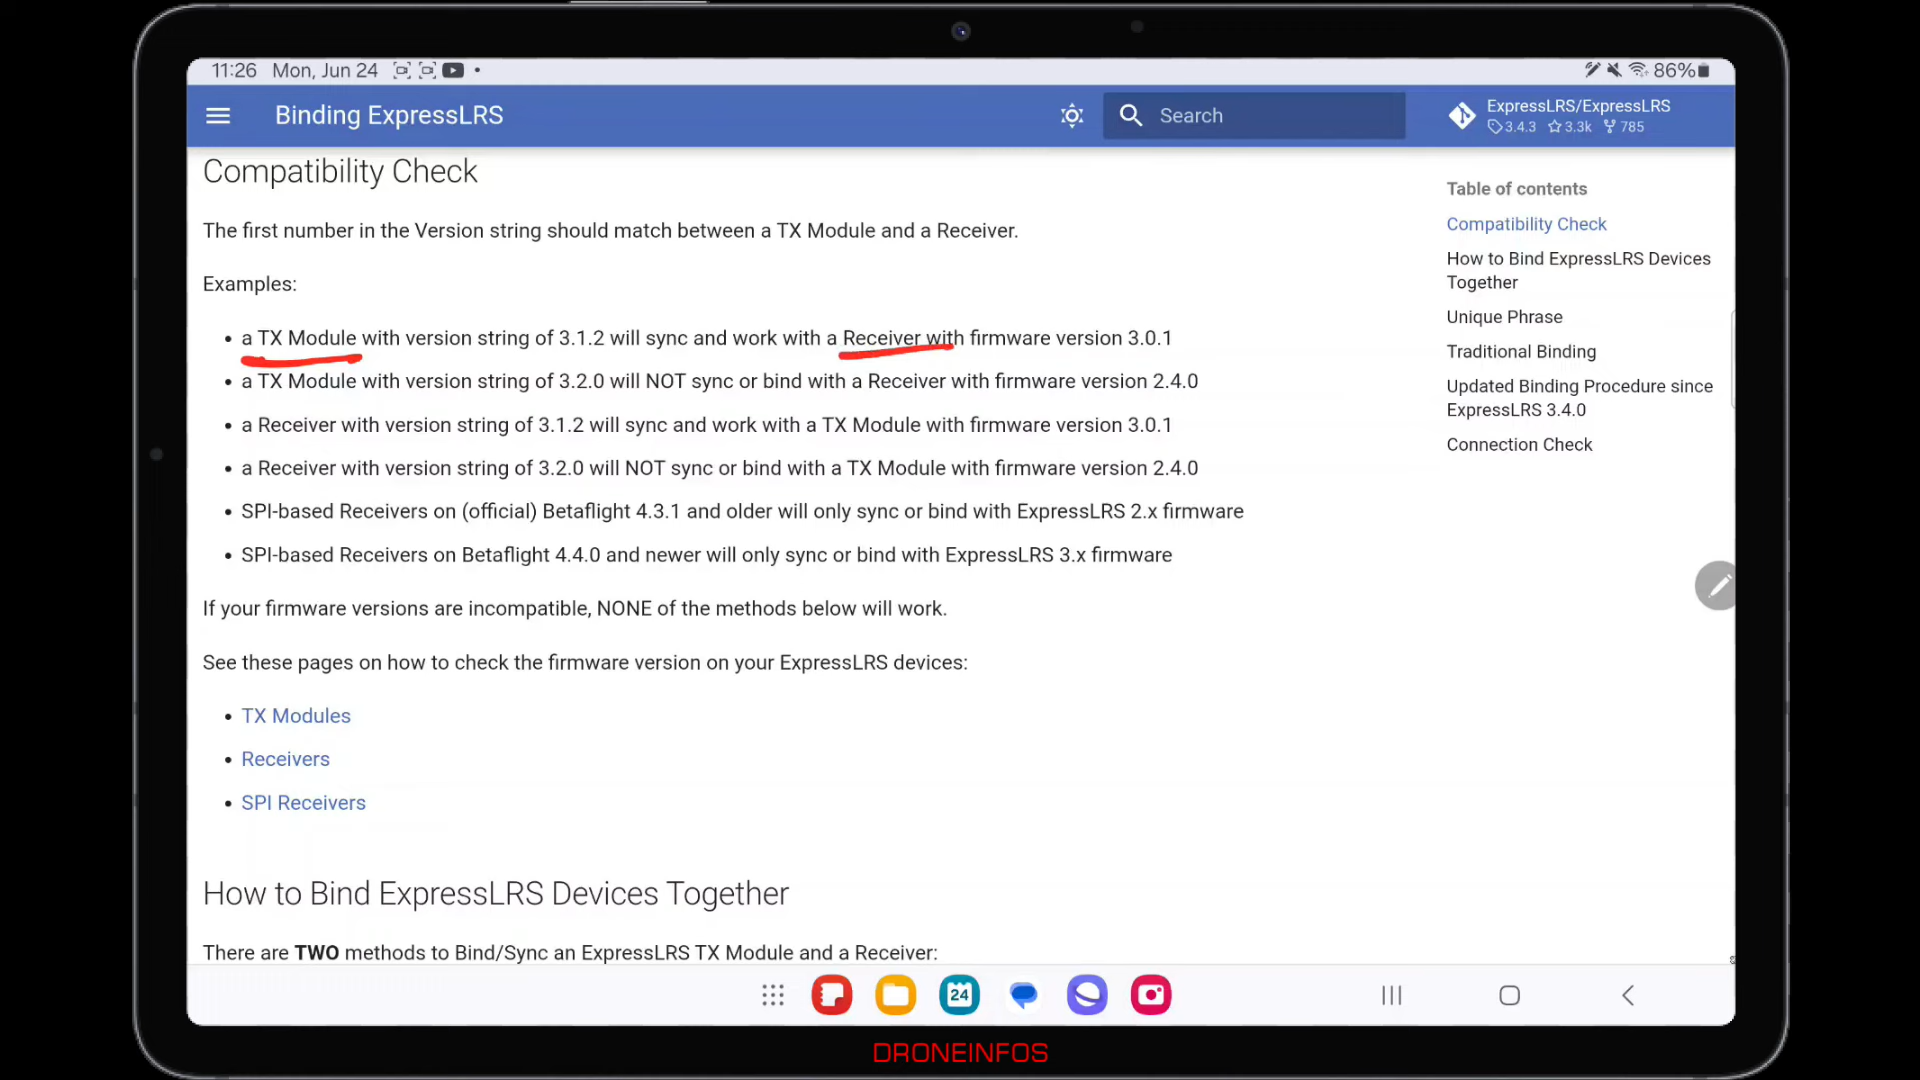 11:26 Mon, Jun 24 86%
Binding ExpressLRS
Search
ExpressLRS/ExpressLRS
3.4.3 3.3k 785
Compatibility Check
The first number in the Version string should match between a TX Module and a Receiver.
Examples:
• a TX Module with version string of 3.1.2 will sync and work with a Receiver with firmware version 3.0.1
• a TX Module with version string of 3.2.0 will NOT sync or bind with a Receiver with firmware version 2.4.0
• a Receiver with version string of 3.1.2 will sync and work with a TX Module with firmware version 3.0.1
• a Receiver with version string of 3.2.0 will NOT sync or bind with a TX Module with firmware version 2.4.0
• SPI-based Receivers on (official) Betaflight 4.3.1 and older will only sync or bind with ExpressLRS 2.x firmware
• SPI-based Receivers on Betaflight 4.4.0 and newer will only sync or bind with ExpressLRS 3.x firmware
If your firmware versions are incompatible, NONE of the methods below will work.
See these pages on how to check the firmware version on your ExpressLRS devices:
• TX Modules
• Receivers
• SPI Receivers
How to Bind ExpressLRS Devices Together
There are TWO methods to Bind/Sync an ExpressLRS TX Module and a Receiver:
Table of contents
Compatibility Check
How to Bind ExpressLRS Devices
Together
Unique Phrase
Traditional Binding
Updated Binding Procedure since
ExpressLRS 3.4.0
Connection Check
24
DRONEINFOS